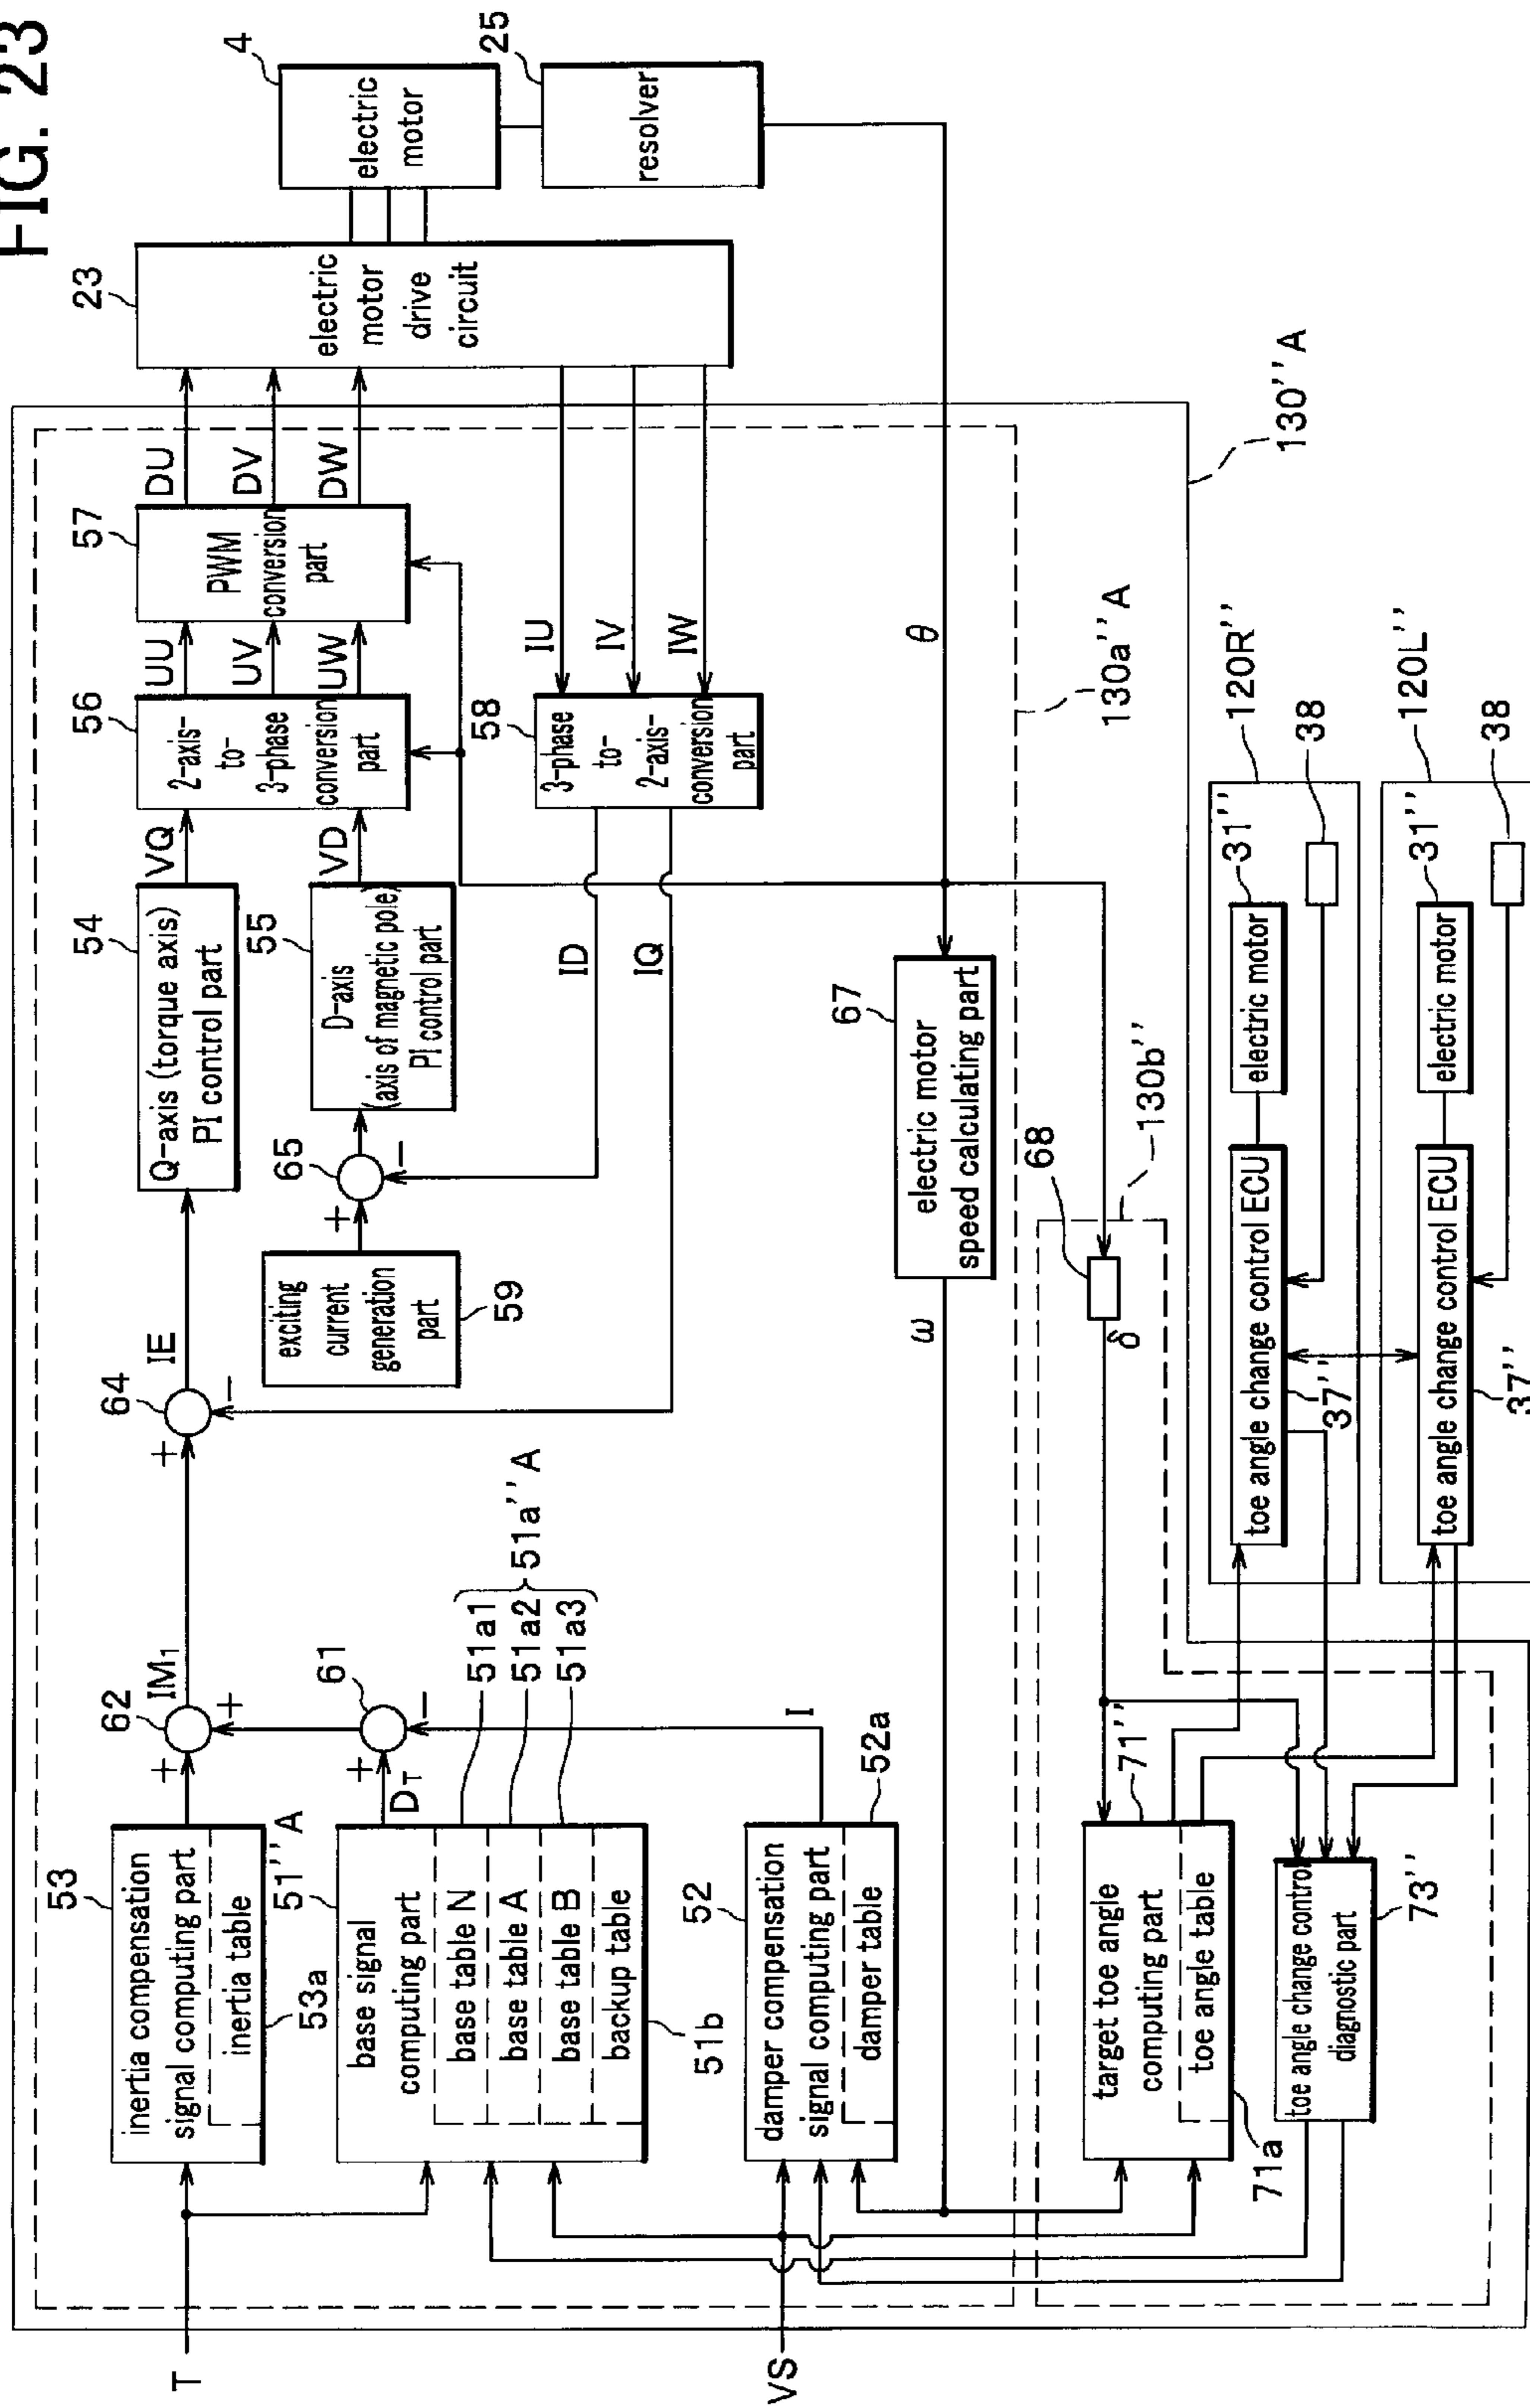 FIG. 23
T
VS
53
inertia compensation
signal computing part
inertia table
53a
51''A
base signal
computing part
base table N
base table A
base table B
backup table
51b
51a1
51a2
51a3
51a''A
52
damper compensation
signal computing part
damper table
52a
I
DT
+
-
61
+
+
62
IM1
+
-
64
IE
54
Q-axis (torque axis)
PI control part
VQ
exciting
current
generation
part
59
+
-
65
55
D-axis
(axis of magnetic pole)
PI control part
VD
56
2-axis-
to-
3-phase
conversion
part
UU
UV
UW
57
PWM
conversion
part
DU
DV
DW
23
electric
motor
drive
circuit
4
electric
motor
25
resolver
IU
IV
IW
58
3-phase
to-
2-axis-
conversion
part
ID
IQ
θ
67
electric motor
speed calculating part
ω
130a''A
130''A
130b''
68
δ
71''
target toe angle
computing part
toe angle table
71a
toe angle change control
diagnostic part
73''
120R''
toe angle change control ECU
37''
electric motor
31''
38
120L''
toe angle change control ECU
37''
electric motor
31''
38